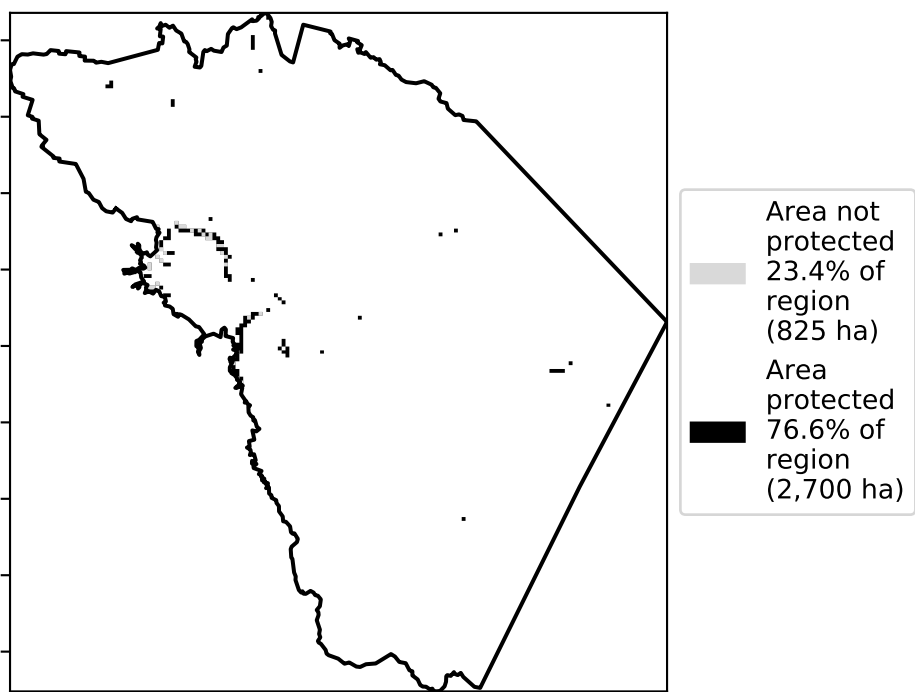 Area not
protected
23.4% of
region
(825 ha)
Area
protected
76.6% of
region
(2,700 ha)